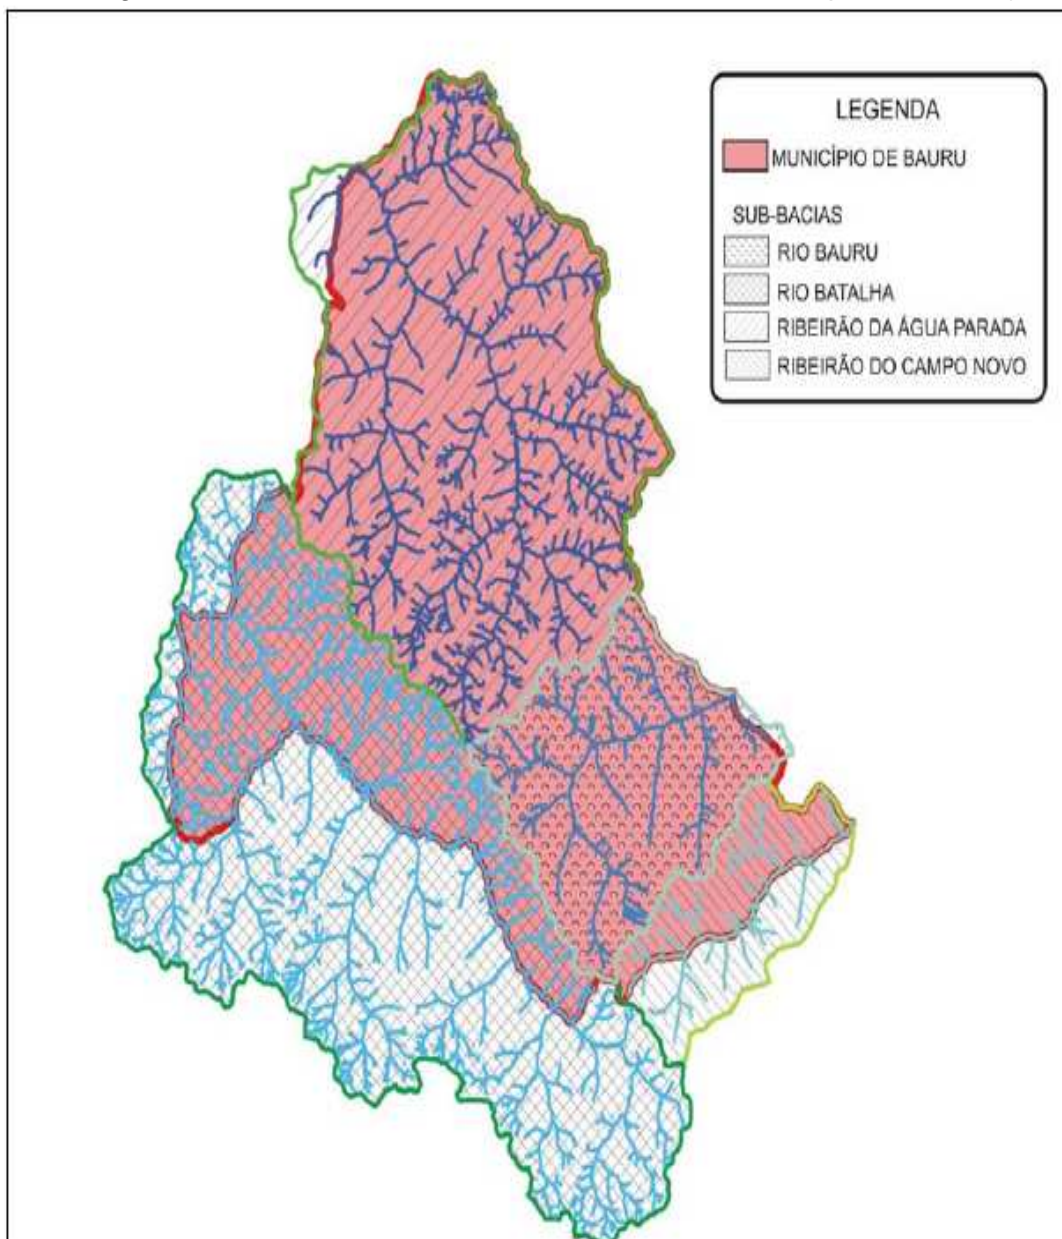 LEGENDA
MUNICÍPIO DE BAURU
SUB-BACIAS
RIO BAURU
RIO BATALHA
RIBEIRÃO DA ÁGUA PARADA
RIBEIRÃO DO CAMPO NOVO